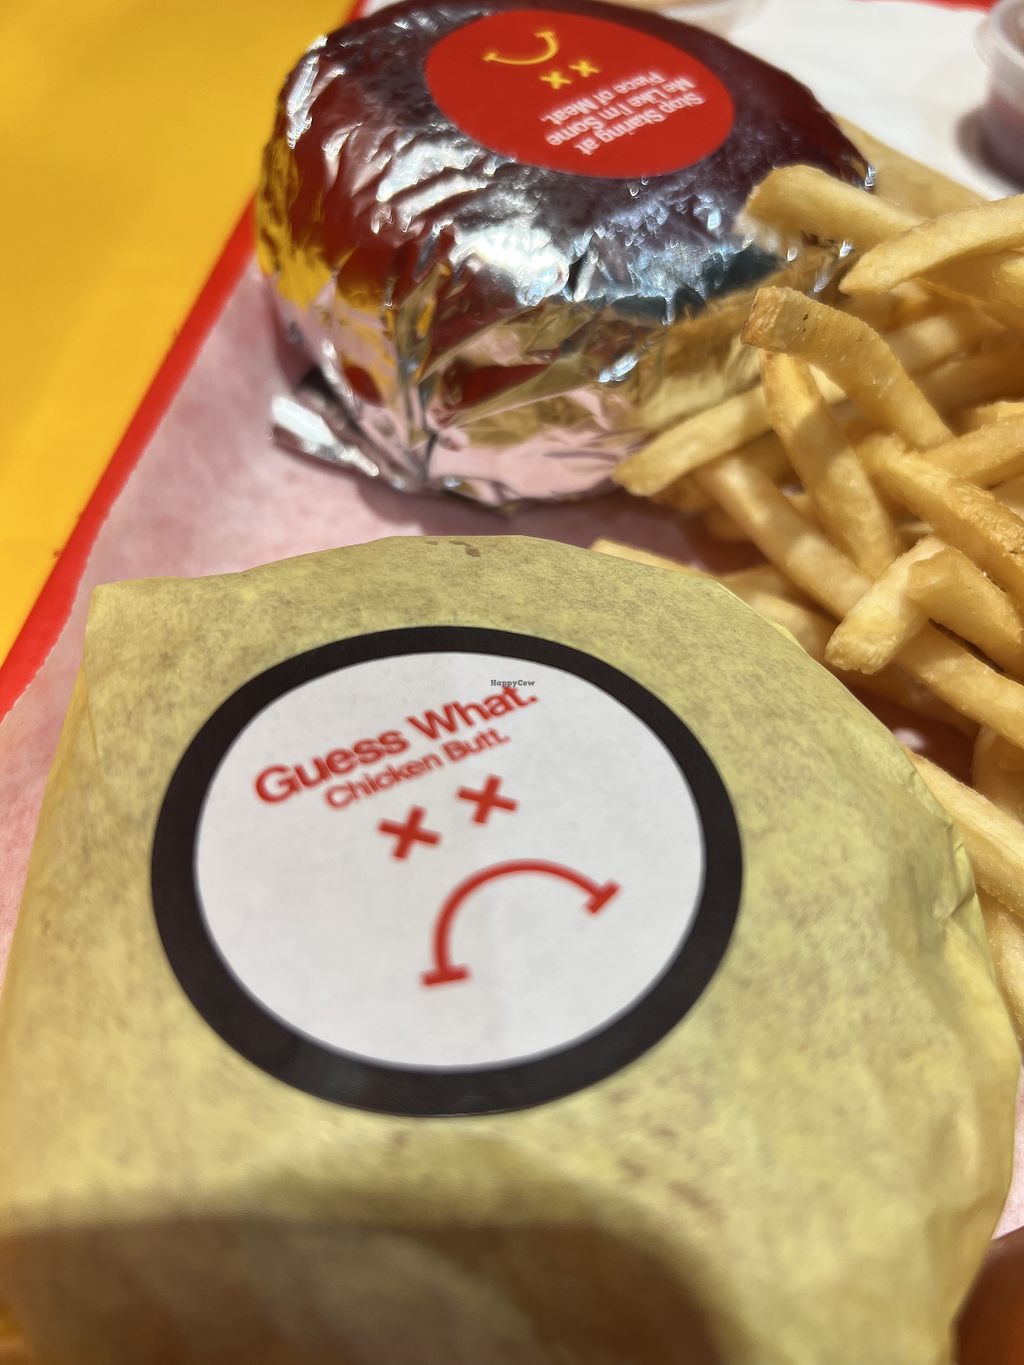 Stop Staring at
Me Like I'm Some
Piece of Meat.
HappyCow
Guess What.
Chicken Butt.